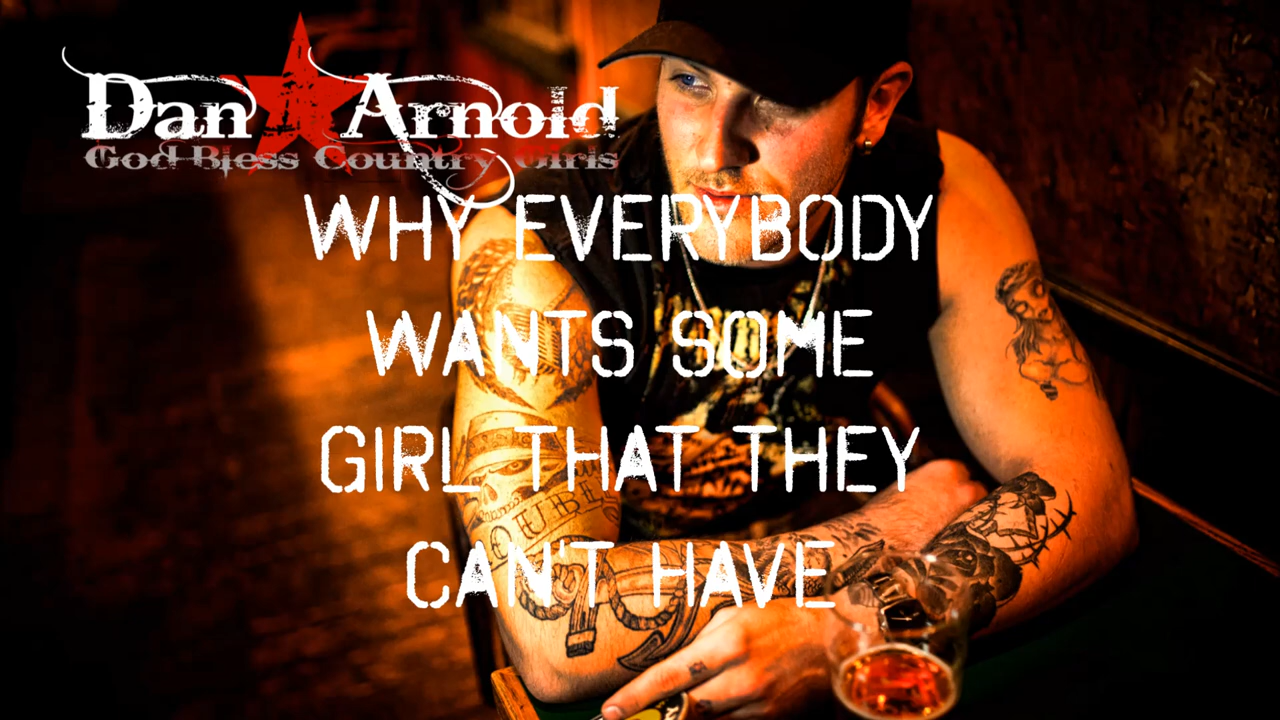 Dan Arnold
God Bless Country Girls
WHY EVERYBODY
WANTS SOME
GIRL THAT THEY
CAN'T HAVE